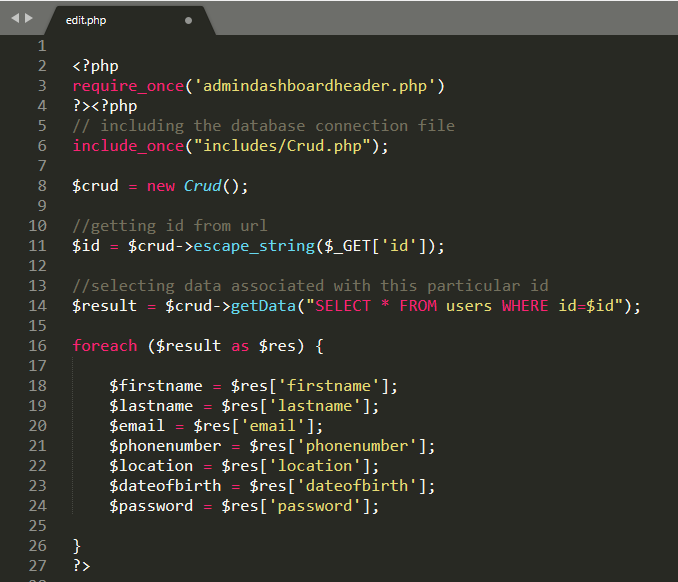 edit.php
1
2 <?php
3 require_once('admindashboardheader.php')
4 ?><?php
5 // including the database connection file
6 include_once("includes/Crud.php");
7
8 $crud = new Crud();
9
10 //getting id from url
11 $id = $crud->escape_string($_GET['id']);
12
13 //selecting data associated with this particular id
14 $result = $crud->getData("SELECT * FROM users WHERE id=$id");
15
16 foreach ($result as $res) {
17
18     $firstname = $res['firstname'];
19     $lastname = $res['lastname'];
20     $email = $res['email'];
21     $phonenumber = $res['phonenumber'];
22     $location = $res['location'];
23     $dateofbirth = $res['dateofbirth'];
24     $password = $res['password'];
25
26 }
27 ?>